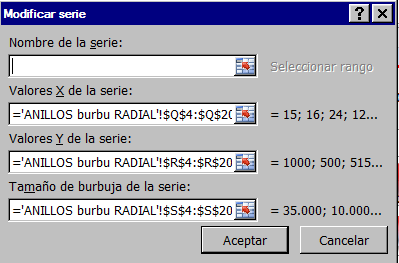 Modificar serie
Nombre de la serie:
Seleccionar rango
Valores X de la serie:
='ANILLOS burbu RADIAL'!$Q$4:$Q$20 = 15; 16; 24; 12...
Valores Y de la serie:
='ANILLOS burbu RADIAL'!$R$4:$R$20 = 1000; 500; 515...
Tamaño de burbuja de la serie:
='ANILLOS burbu RADIAL'!$S$4:$S$20 = 35.000; 10.000...
Aceptar Cancelar